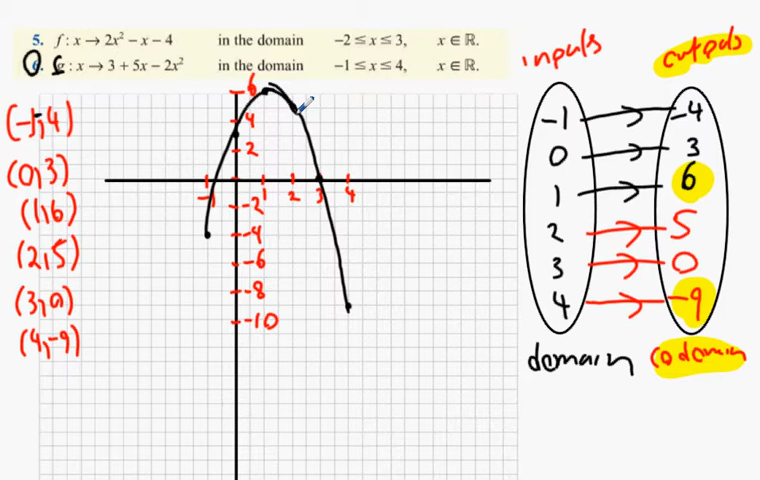 5. f : x → 2x² − x − 4 in the domain −2 ≤ x ≤ 3, x ∈ ℝ.
6. g : x → 3 + 5x − 2x² in the domain −1 ≤ x ≤ 4, x ∈ ℝ.
inputs
outputs
(-1,-4)
(0,3)
(1,6)
(2,5)
(3,0)
(4,-9)
6
4
2
-2
-4
-6
-8
-10
-1 1 2 3 4
-1 → -4
0 → 3
1 → 6
2 → 5
3 → 0
4 → -9
domain
codomain